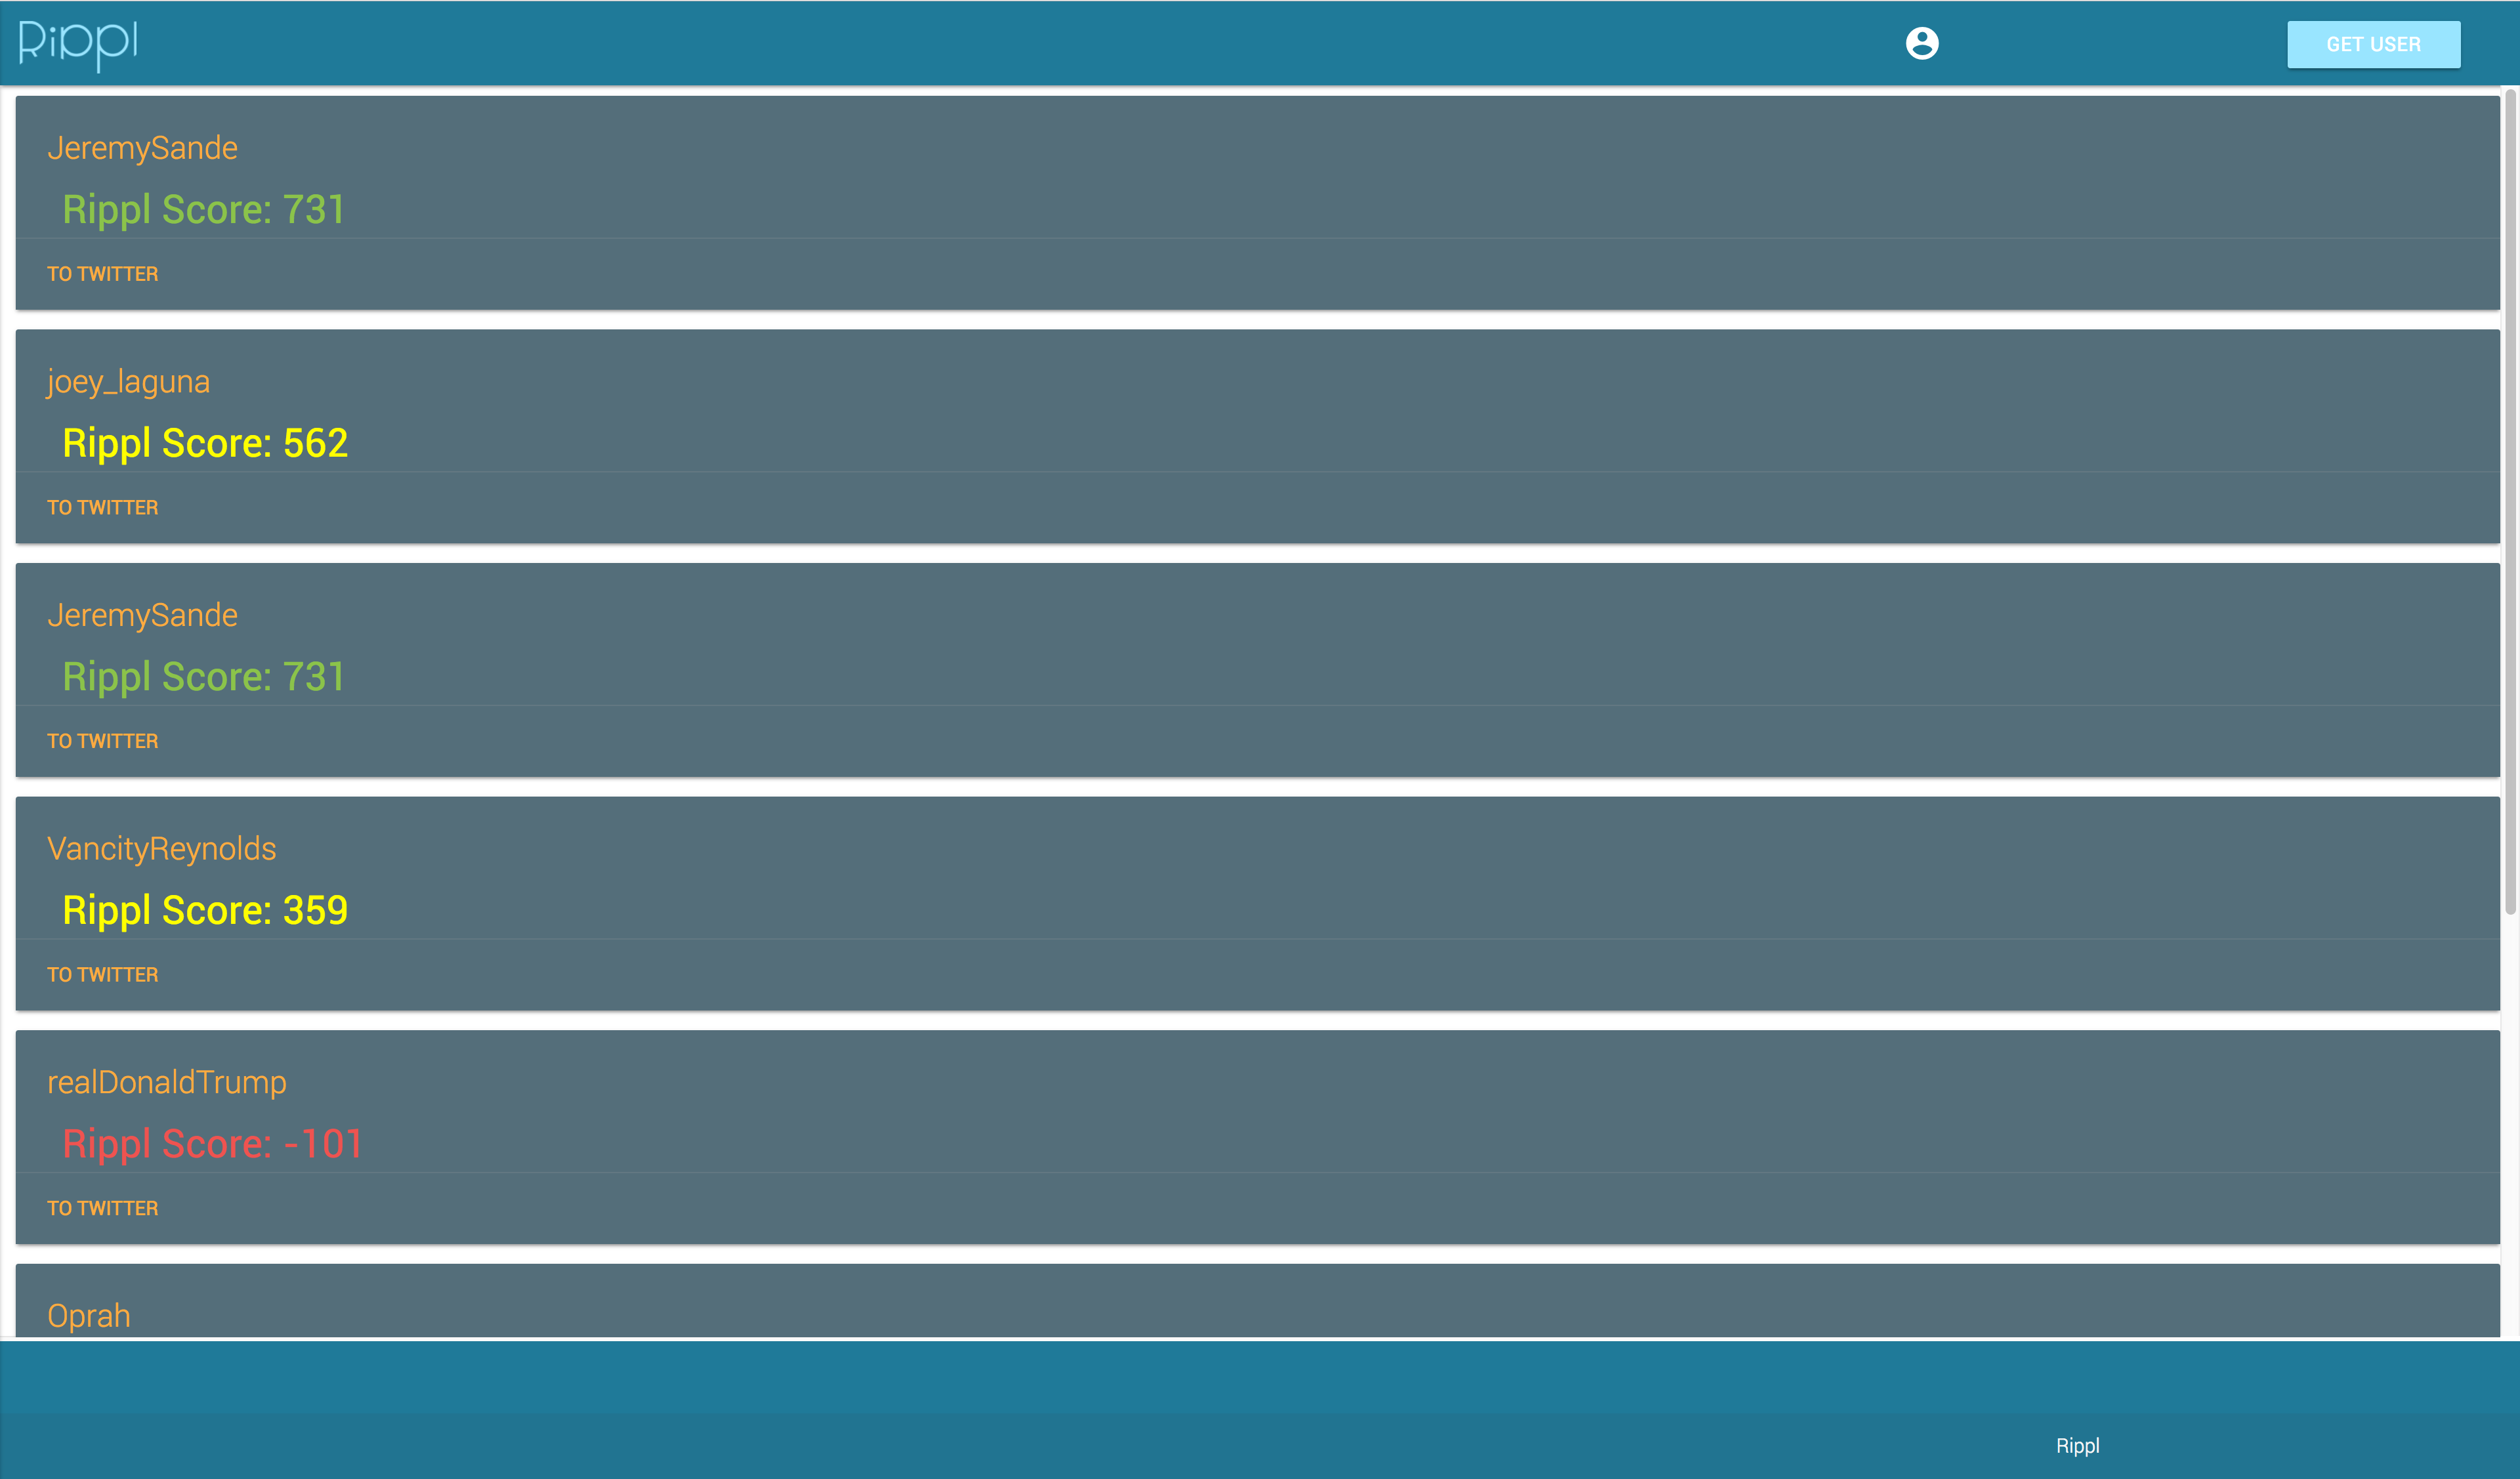 Rippl
GET USER
JeremySande
Rippl Score: 731
TO TWITTER
joey_laguna
Rippl Score: 562
TO TWITTER
JeremySande
Rippl Score: 731
TO TWITTER
VancityReynolds
Rippl Score: 359
TO TWITTER
realDonaldTrump
Rippl Score: -101
TO TWITTER
Oprah
Rippl